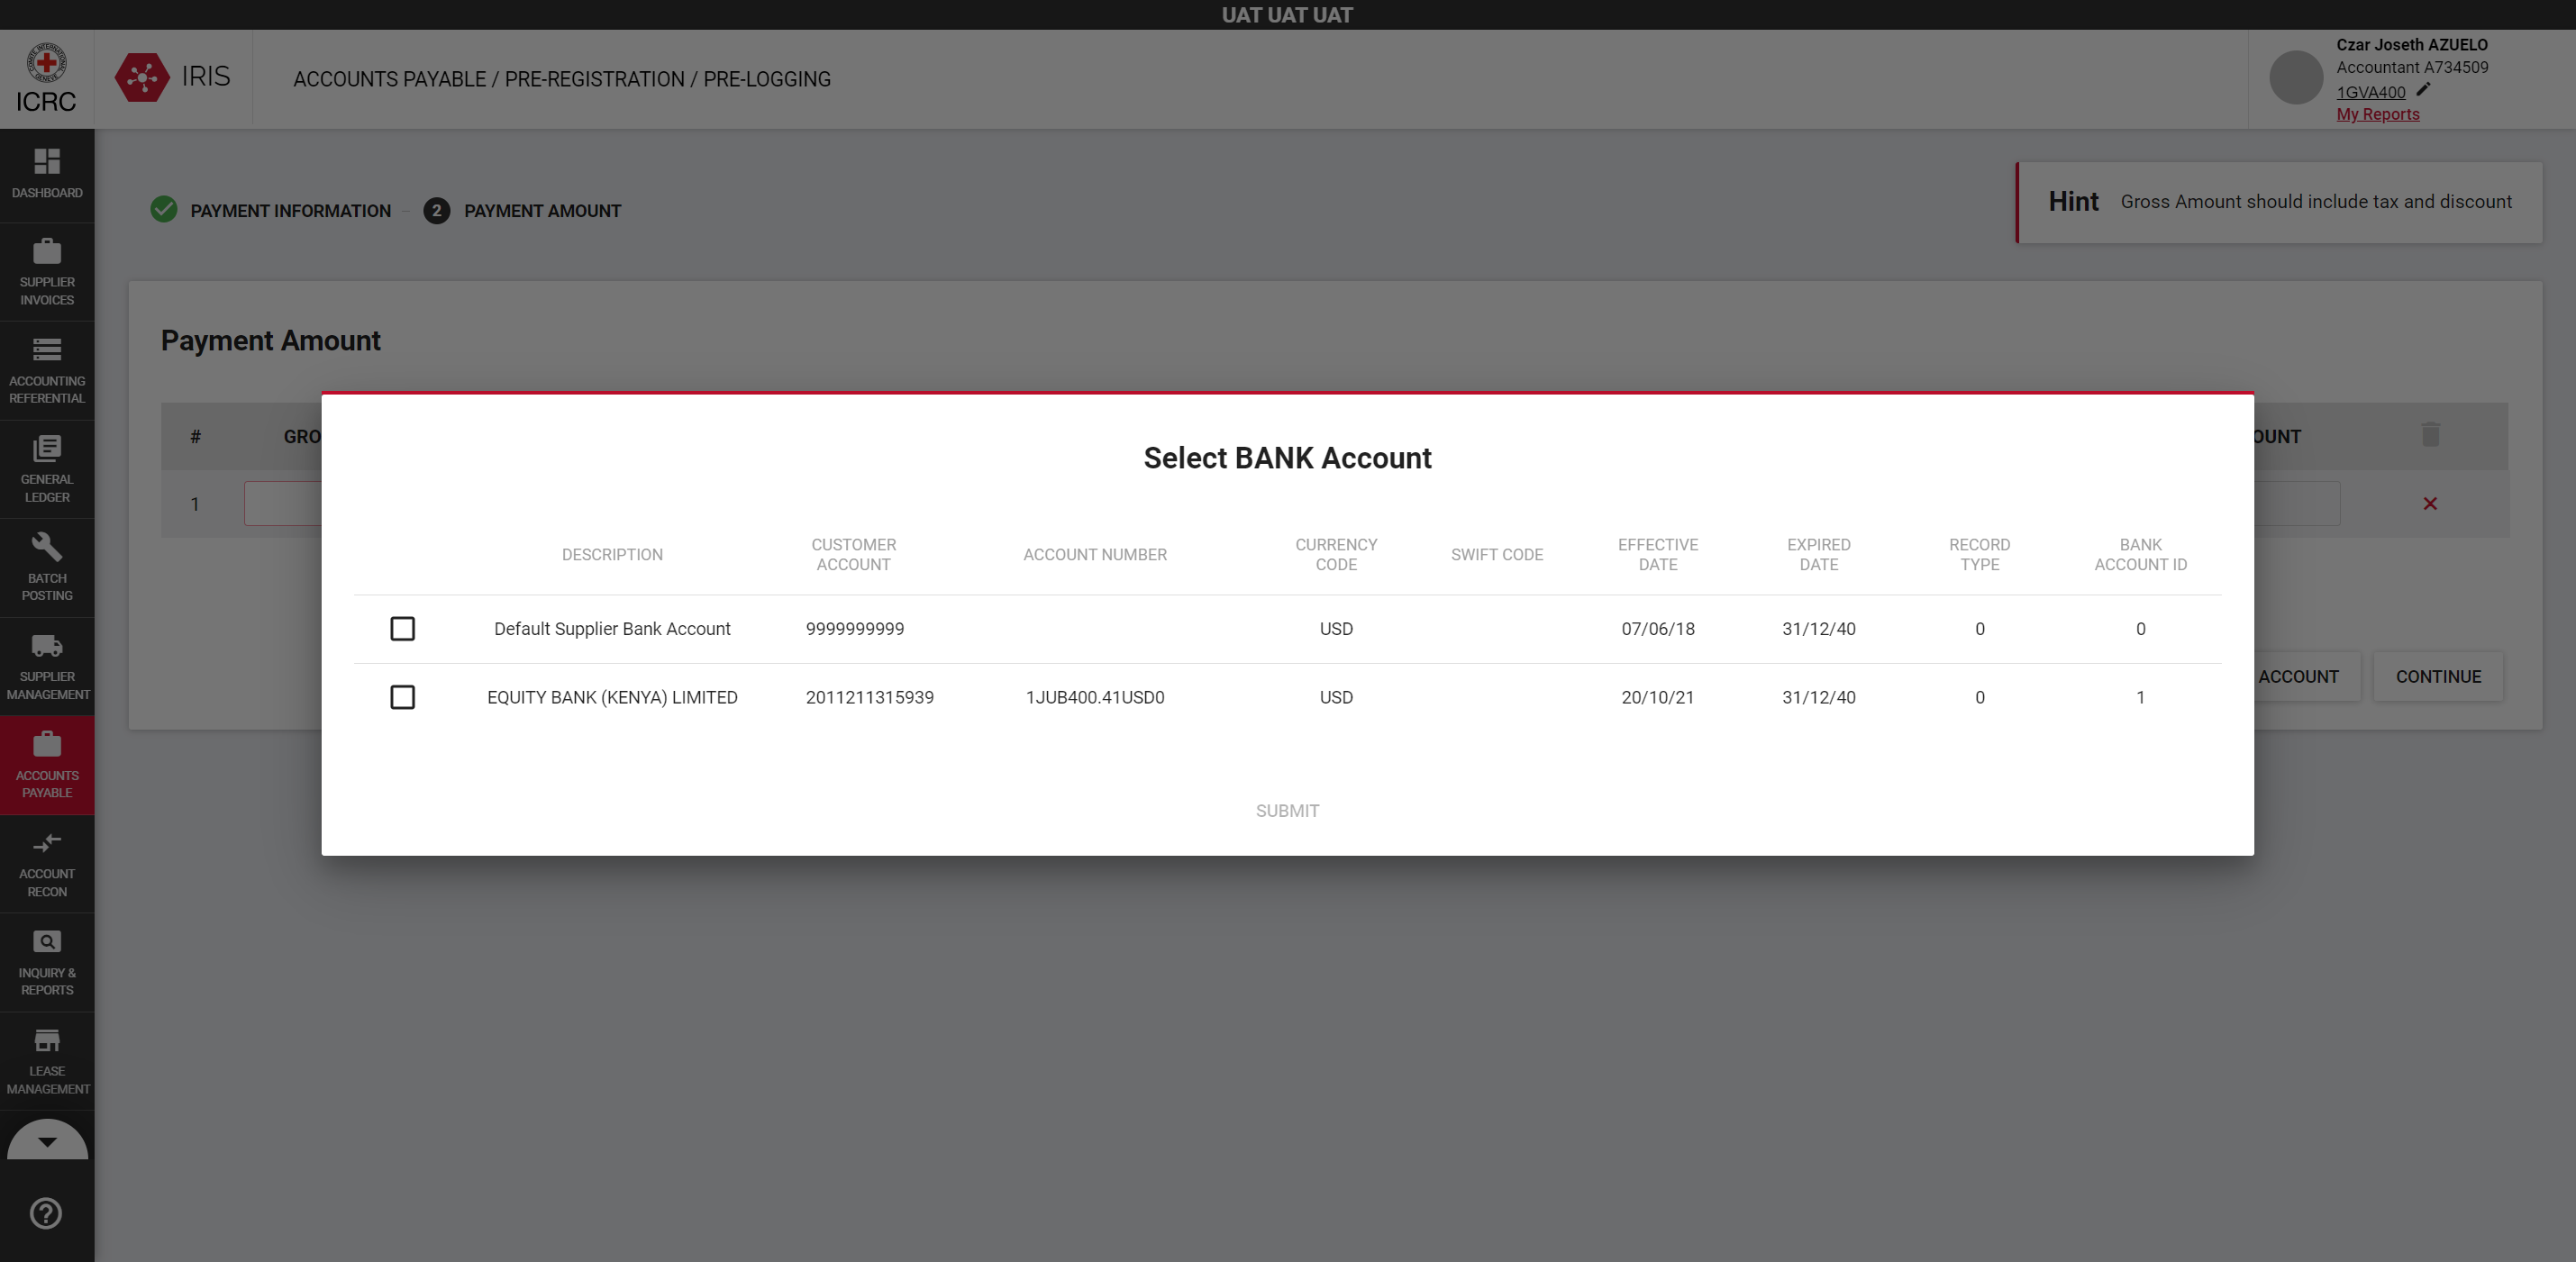 UAT UAT UAT
ICRC
IRIS
ACCOUNTS PAYABLE / PRE-REGISTRATION / PRE-LOGGING
Czar Joseth AZUELO
Accountant A734509
1GVA400
My Reports
DASHBOARD
SUPPLIER
INVOICES
ACCOUNTING
REFERENTIAL
GENERAL
LEDGER
BATCH
POSTING
SUPPLIER
MANAGEMENT
ACCOUNTS
PAYABLE
ACCOUNT
RECON
INQUIRY &
REPORTS
LEASE
MANAGEMENT
PAYMENT INFORMATION
2 PAYMENT AMOUNT
Hint Gross Amount should include tax and discount
Payment Amount
# GRO OUNT
1
ACCOUNT CONTINUE
Select BANK Account
DESCRIPTION CUSTOMER ACCOUNT ACCOUNT NUMBER CURRENCY CODE SWIFT CODE EFFECTIVE DATE EXPIRED DATE RECORD TYPE BANK ACCOUNT ID
Default Supplier Bank Account 9999999999 USD 07/06/18 31/12/40 0 0
EQUITY BANK (KENYA) LIMITED 2011211315939 1JUB400.41USD0 USD 20/10/21 31/12/40 0 1
SUBMIT